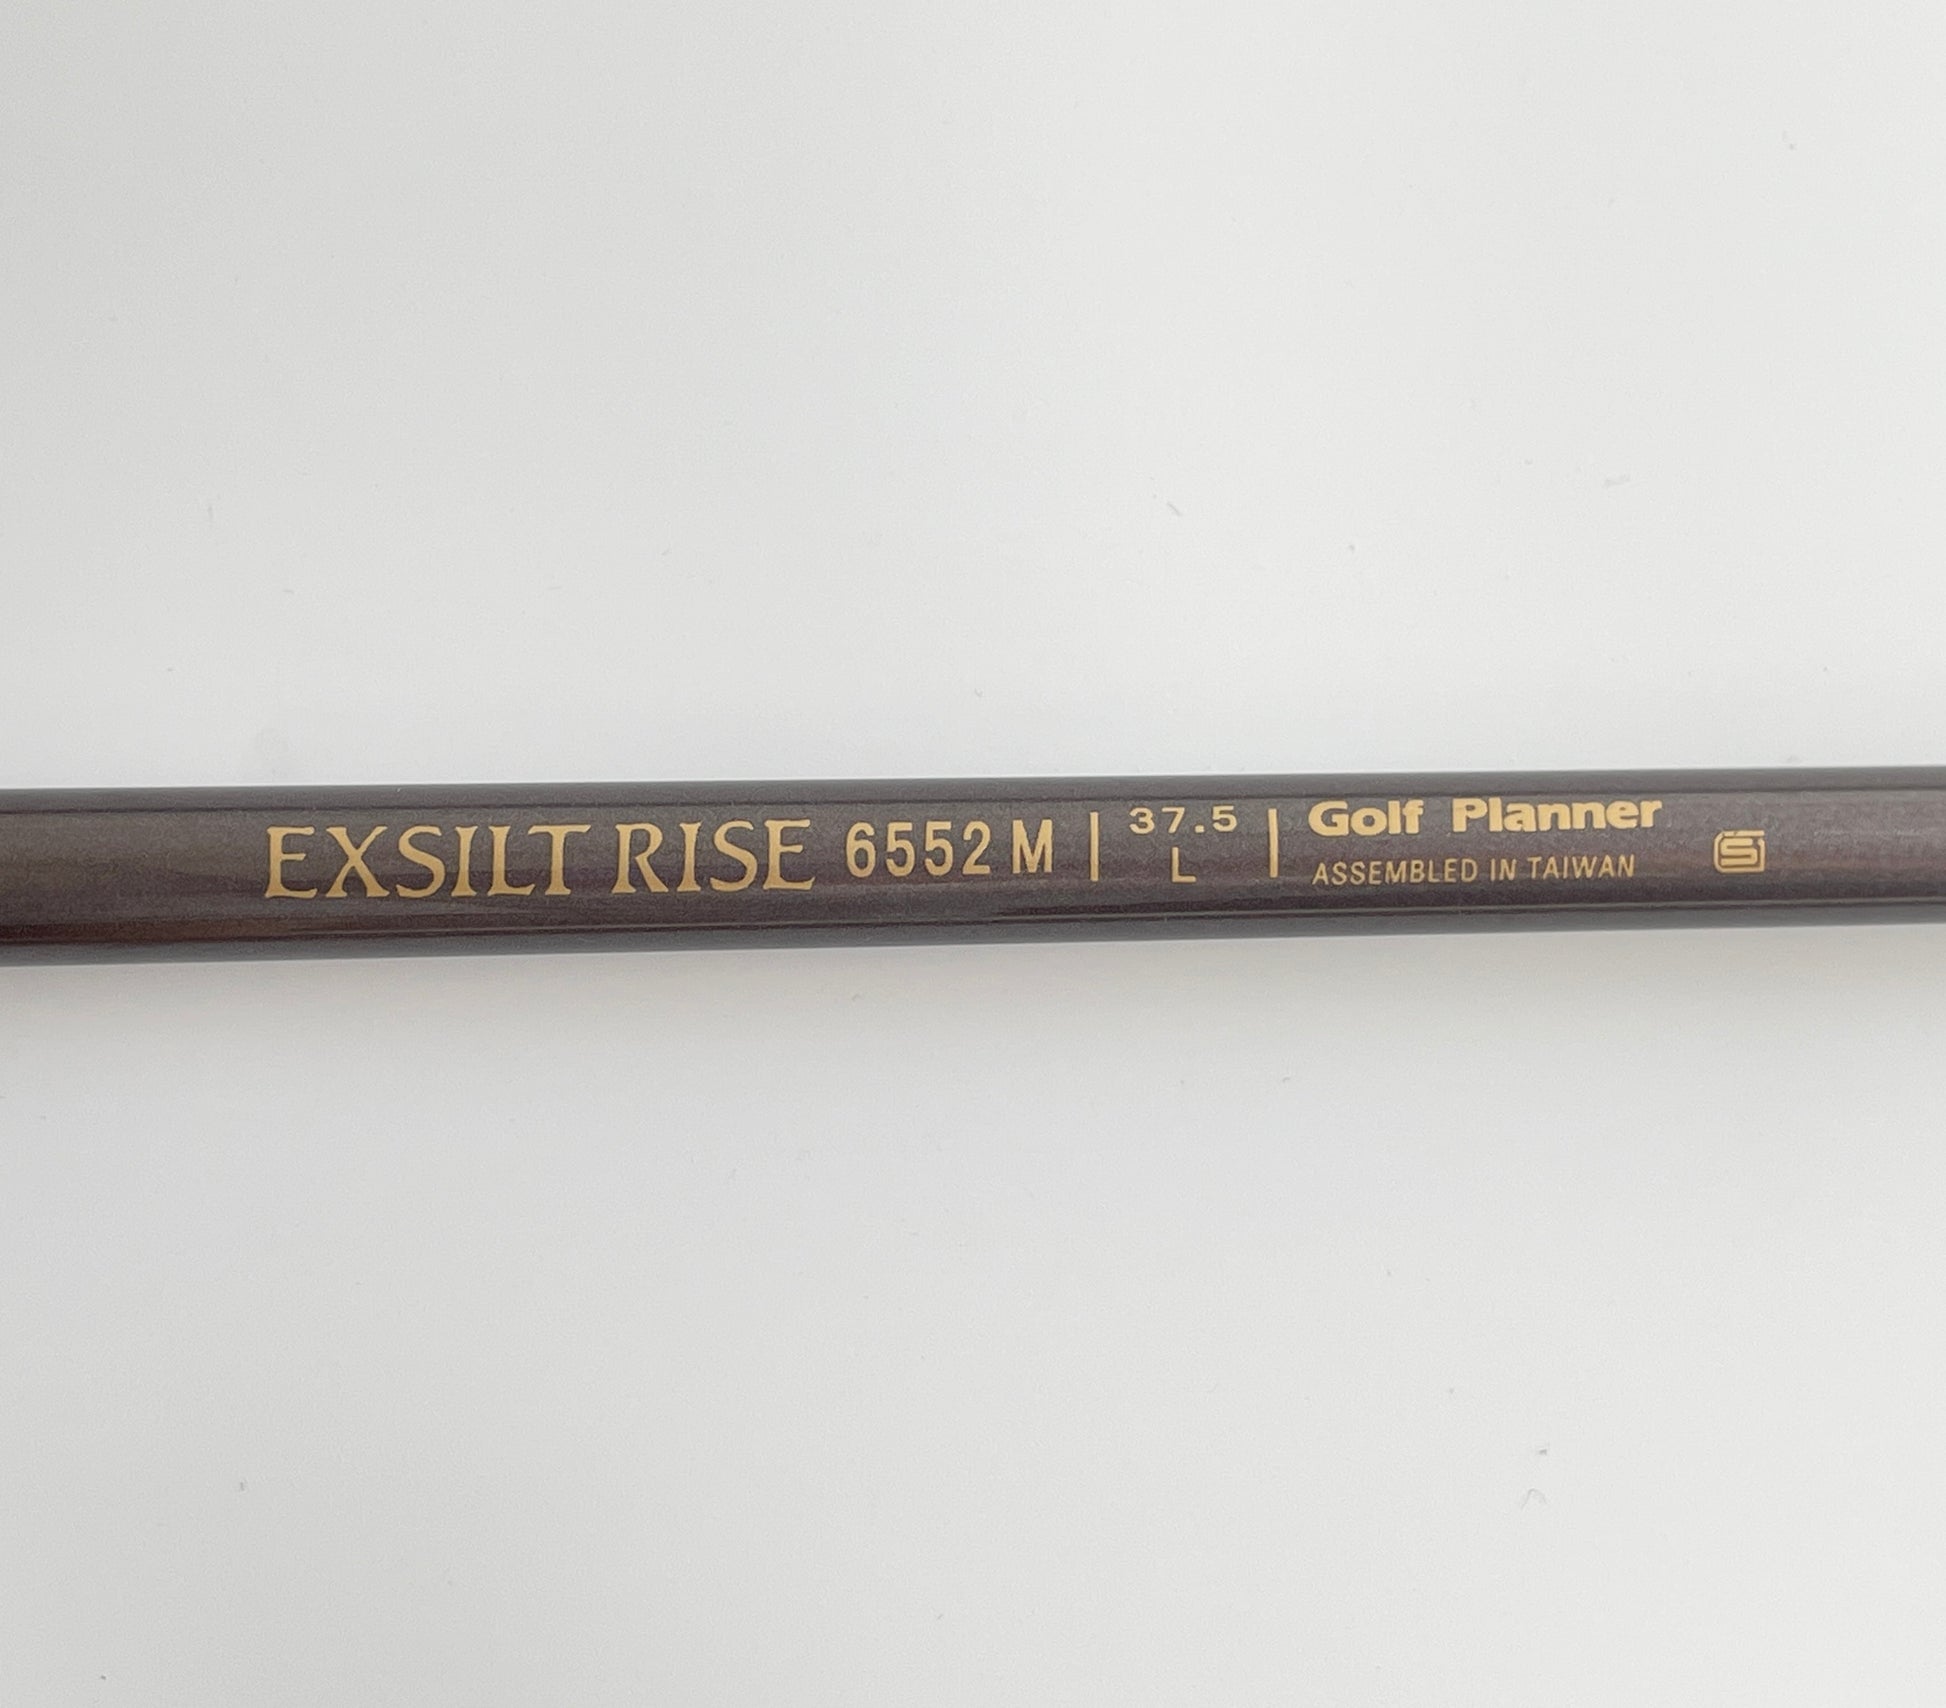 EXSILT RISE 6552 M | 37.5 L | Golf Planner
ASSEMBLED IN TAIWAN
S